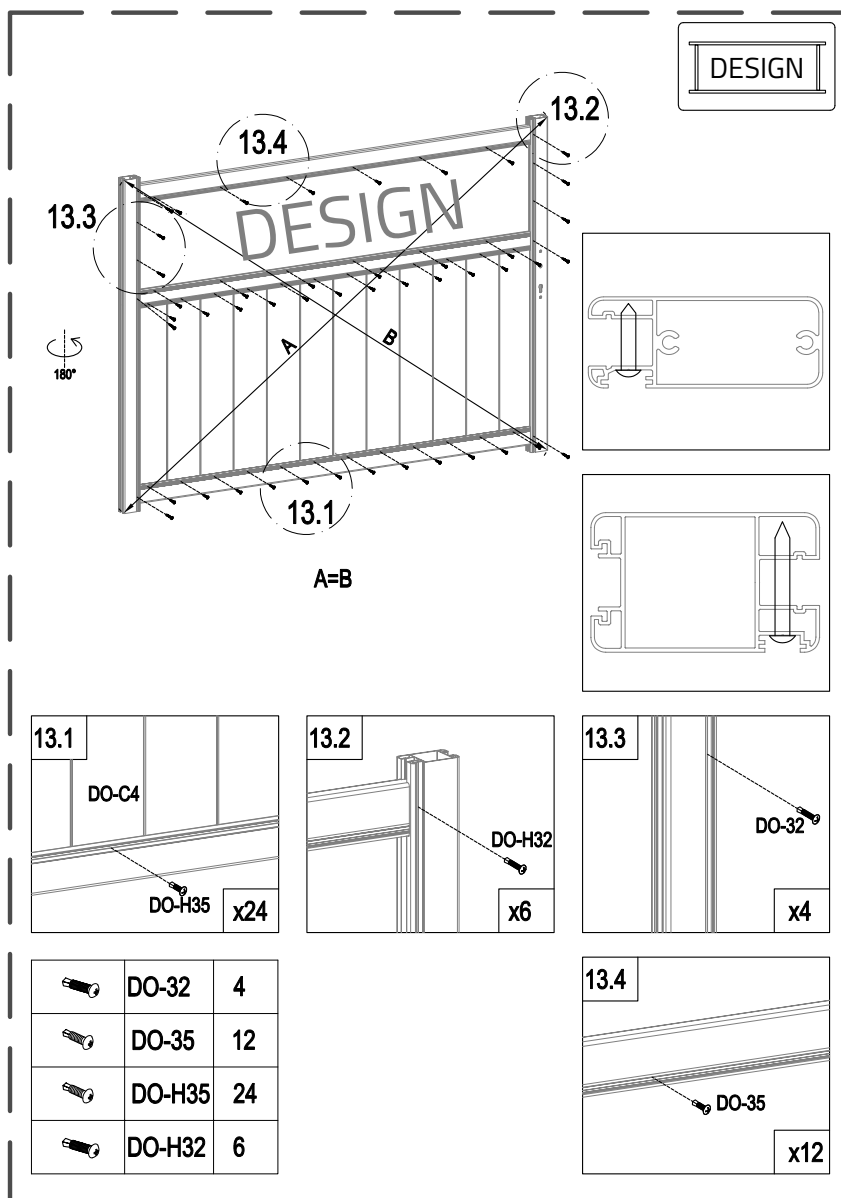 DESIGN
13.2
13.4
13.3
DESIGN
A
B
180°
13.1
A=B
13.1
DO-C4
DO-H35
x24
13.2
DO-H32
x6
13.3
DO-32
x4
DO-32 4
DO-35 12
DO-H35 24
DO-H32 6
13.4
DO-35
x12